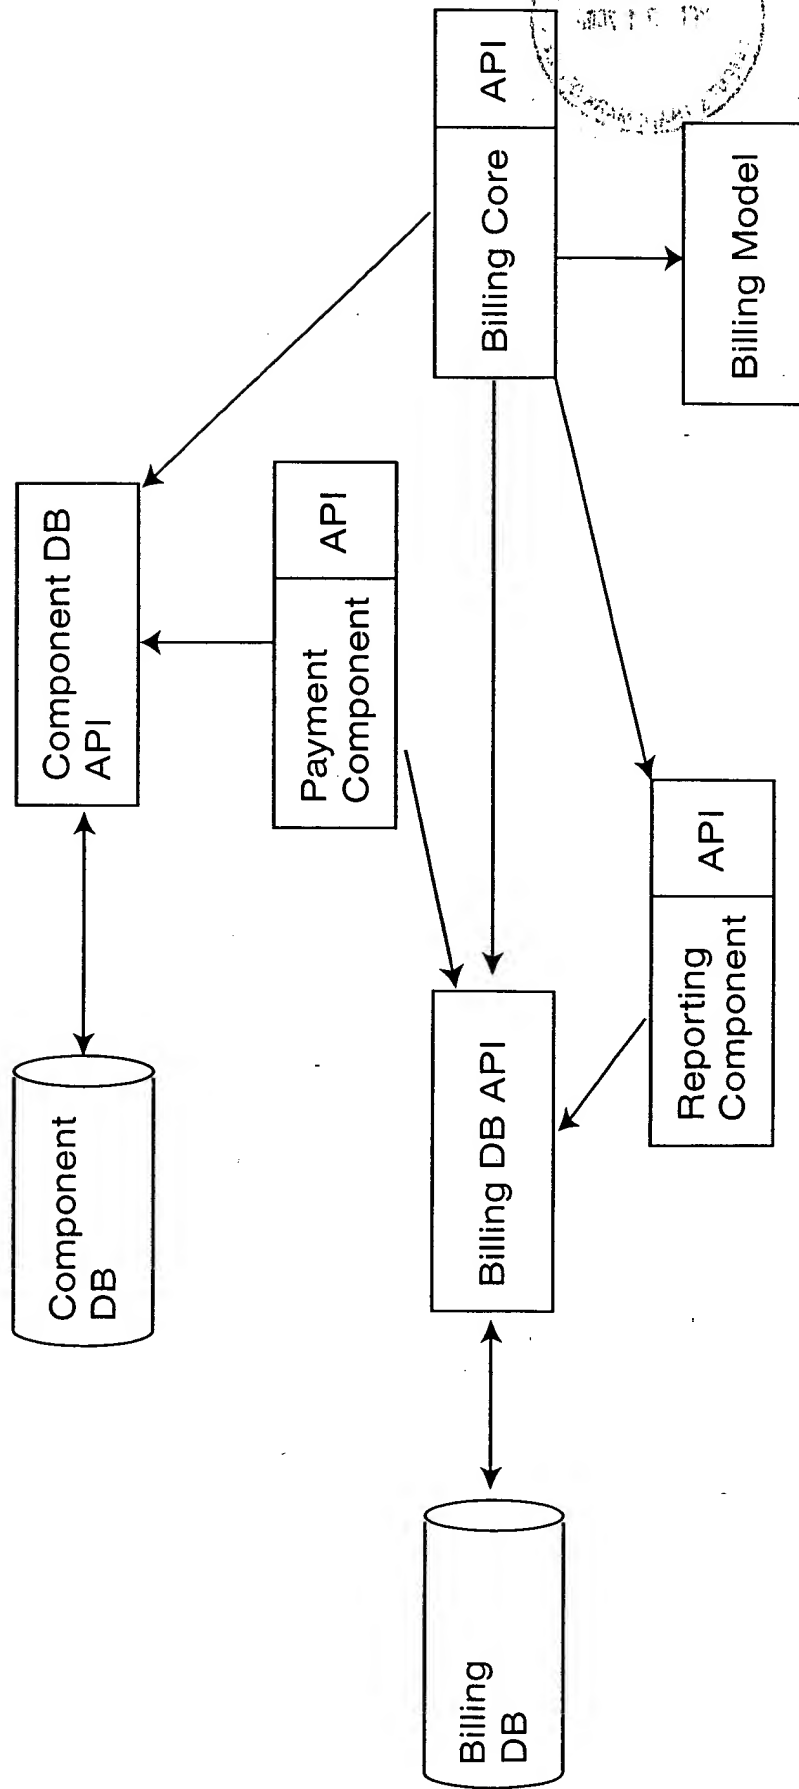 Component
DB
Component DB
API
Payment
Component
API
Billing
DB
Billing DB API
Billing Core
API
Reporting
Component
API
Billing Model